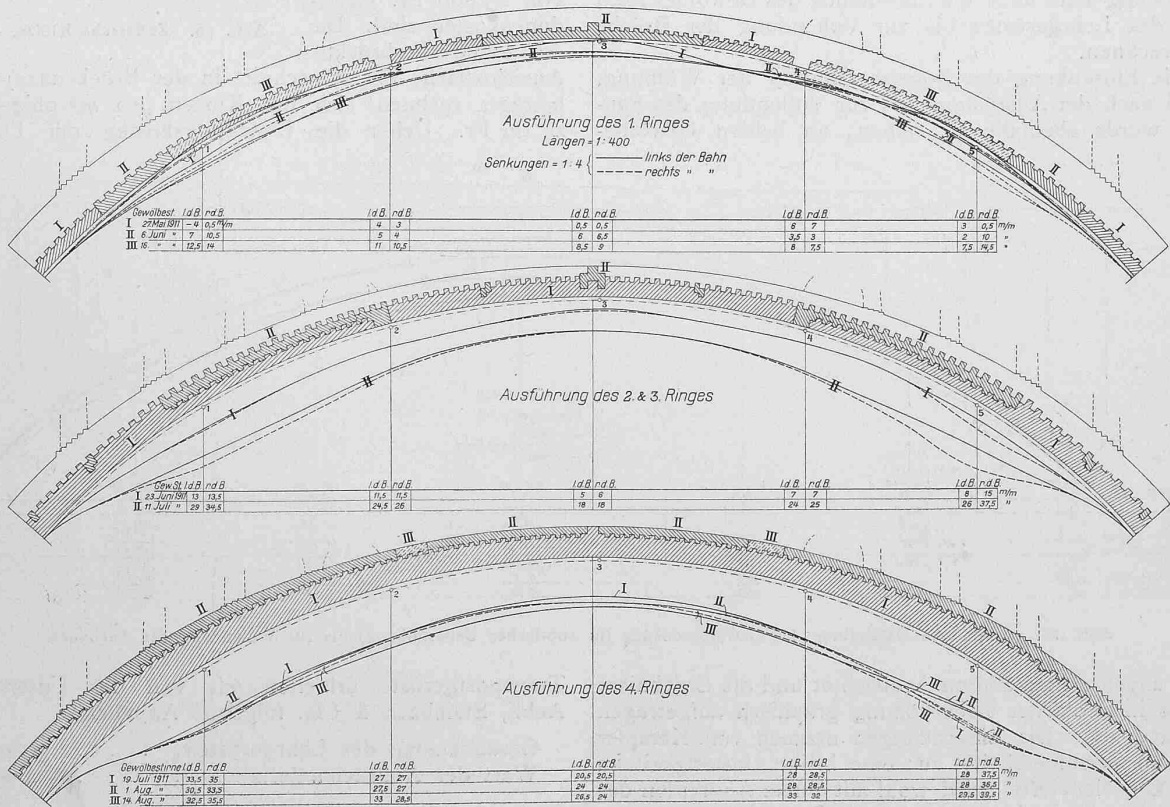 Ausführung des 1. Ringes
Längen = 1:400
Senkungen = 1:4 { links der Bahn
rechts " "
Gewölbest. l.d.B. r.d.B. l.d.B. r.d.B. l.d.B. r.d.B. l.d.B. r.d.B. l.d.B. r.d.B.
I 27. Mai 1911 -4 0,5 m/m 4 3 0,5 0,5 6 7 3 0,5 m/m
II 6. Juni " 7 10,5 5 4 6 6,5 3,5 3 2 10 "
III 16. " " 12,5 14 11 10,5 8,5 9 8 7,5 7,5 14,5 "
Ausführung des 2. & 3. Ringes
Gew. St. l.d.B. r.d.B. l.d.B. r.d.B. l.d.B. r.d.B. l.d.B. r.d.B. l.d.B. r.d.B.
I 23. Juni 1911 13 13,5 11,5 11,5 5 6 7 7 8 15 m/m
II 11 Juli " 29 34,5 24,5 26 18 18 24 25 26 37,5 "
Ausführung des 4. Ringes
Gewölbestirne l.d.B. r.d.B. l.d.B. r.d.B. l.d.B. r.d.B. l.d.B. r.d.B. l.d.B. r.d.B.
I 19. Juli 1911 33,5 35 27 27 20,5 20,5 28 28,5 28 37,5 m/m
II 1. Aug. " 30,5 33,5 27,5 27 24 24 28 28,5 28 36,5 "
III 14. Aug. " 32,5 35,5 33 28,5 26,5 24 33 32 29,5 39,5 "